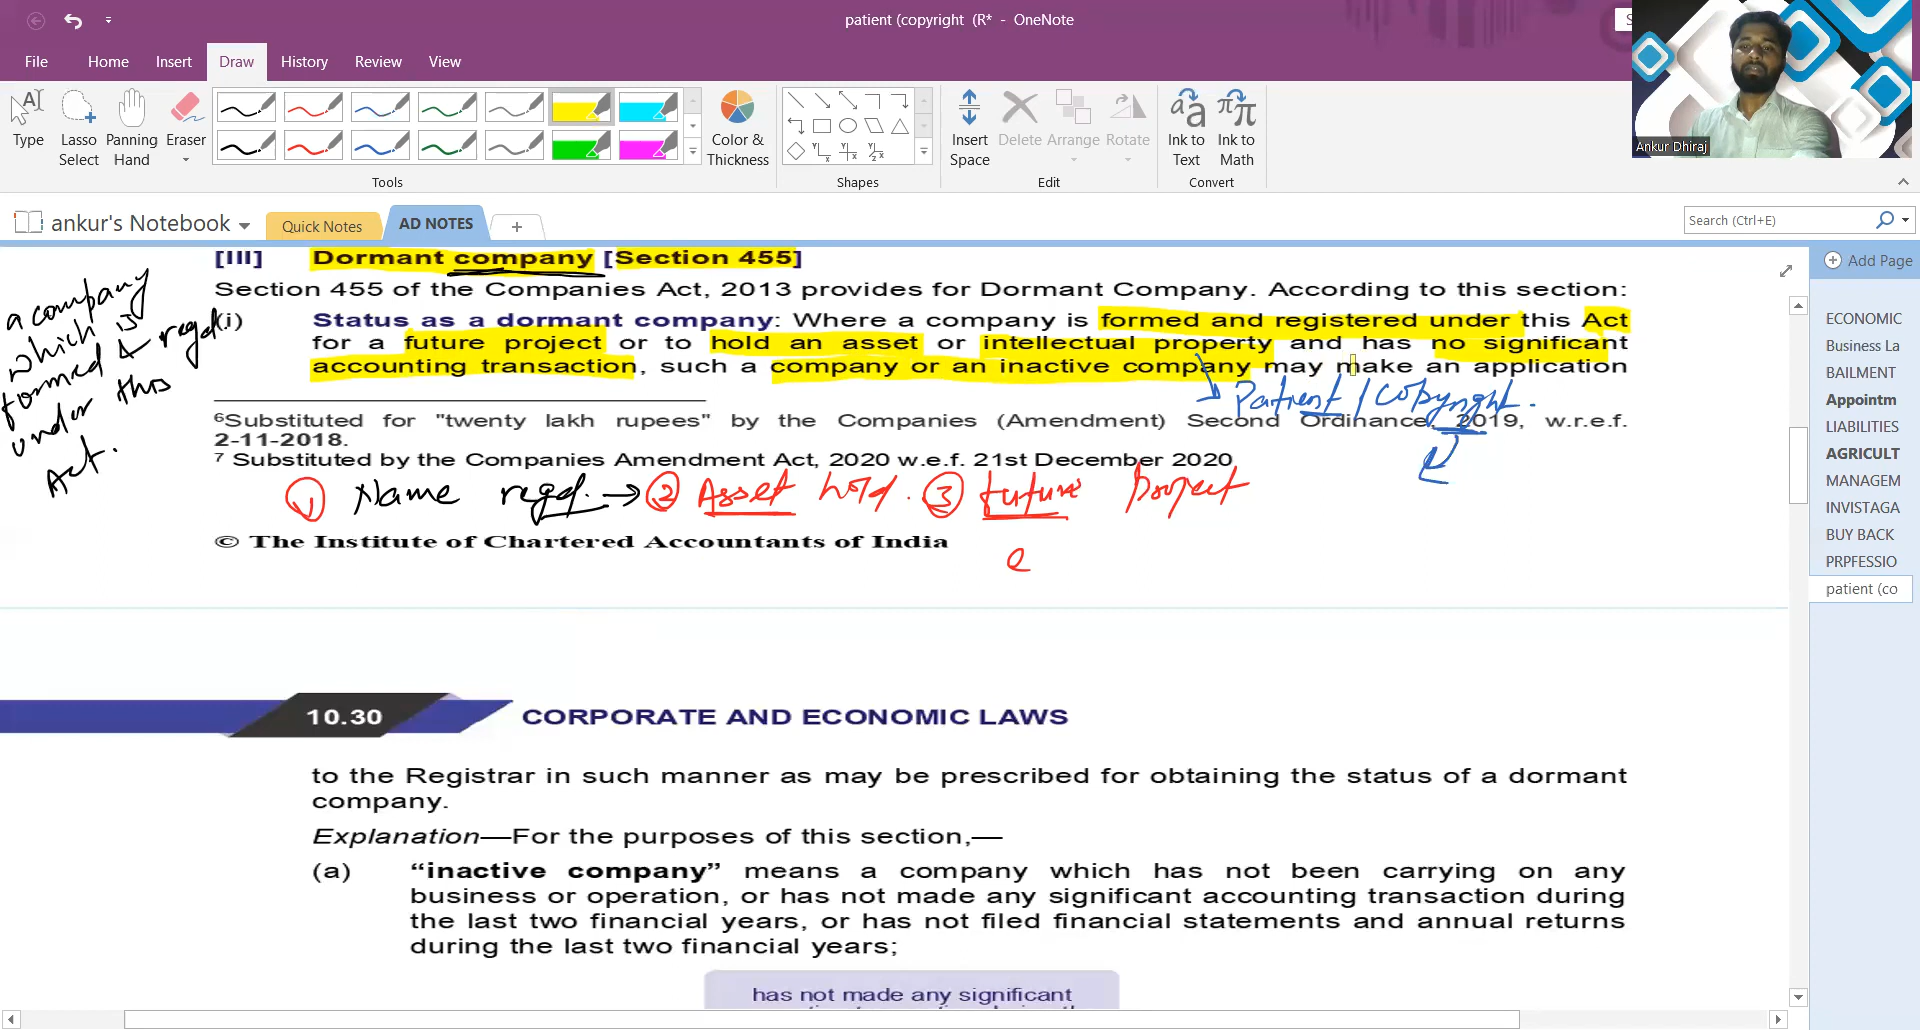 patient (copyright (R* - OneNote
File Home Insert Draw History Review View
Type Lasso Select Panning Hand Eraser Color & Thickness Insert Space Delete Arrange Rotate Ink to Text Ink to Math
Tools Shapes Edit Convert
Ankur Dhiraj
ankur's Notebook Quick Notes AD NOTES + Search (Ctrl+E)
Add Page
ECONOMIC
Business La
BAILMENT
Appointm
LIABILITIES
AGRICULT
MANAGEM
INVISTAGA
BUY BACK
PRPFESSIO
patient (co
[III] Dormant company [Section 455]
Section 455 of the Companies Act, 2013 provides for Dormant Company. According to this section:
(i) Status as a dormant company: Where a company is formed and registered under this Act
for a future project or to hold an asset or intellectual property and has no significant
accounting transaction, such a company or an inactive company may make an application
a company
which is
formed & regd.
under this
Act.
Patient / Copyright.
6Substituted for "twenty lakh rupees" by the Companies (Amendment) Second Ordinance, 2019, w.r.e.f.
2-11-2018.
7 Substituted by the Companies Amendment Act, 2020 w.e.f. 21st December 2020
① Name regd. → ② Asset hold. ③ future Project
© The Institute of Chartered Accountants of India
10.30 CORPORATE AND ECONOMIC LAWS
to the Registrar in such manner as may be prescribed for obtaining the status of a dormant
company.
Explanation—For the purposes of this section,—
(a) “inactive company” means a company which has not been carrying on any
business or operation, or has not made any significant accounting transaction during
the last two financial years, or has not filed financial statements and annual returns
during the last two financial years;
has not made any significant